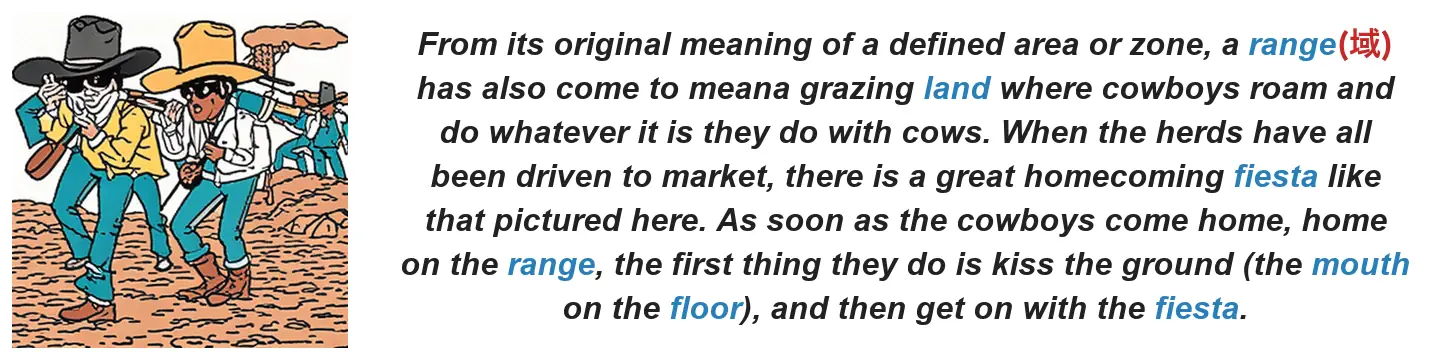 From its original meaning of a defined area or zone, a range(域)
has also come to meana grazing land where cowboys roam and
do whatever it is they do with cows. When the herds have all
been driven to market, there is a great homecoming fiesta like
that pictured here. As soon as the cowboys come home, home
on the range, the first thing they do is kiss the ground (the mouth
on the floor), and then get on with the fiesta.